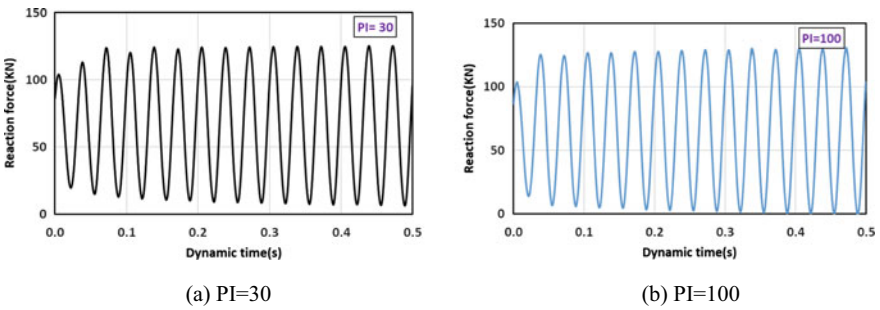 150
100
50
0
Reaction force(KN)
PI= 30
0.0 0.1 0.2 0.3 0.4 0.5
Dynamic time(s)
(a) PI=30
150
100
50
0
Reaction force(KN)
PI=100
0.0 0.1 0.2 0.3 0.4 0.5
Dynamic time(s)
(b) PI=100